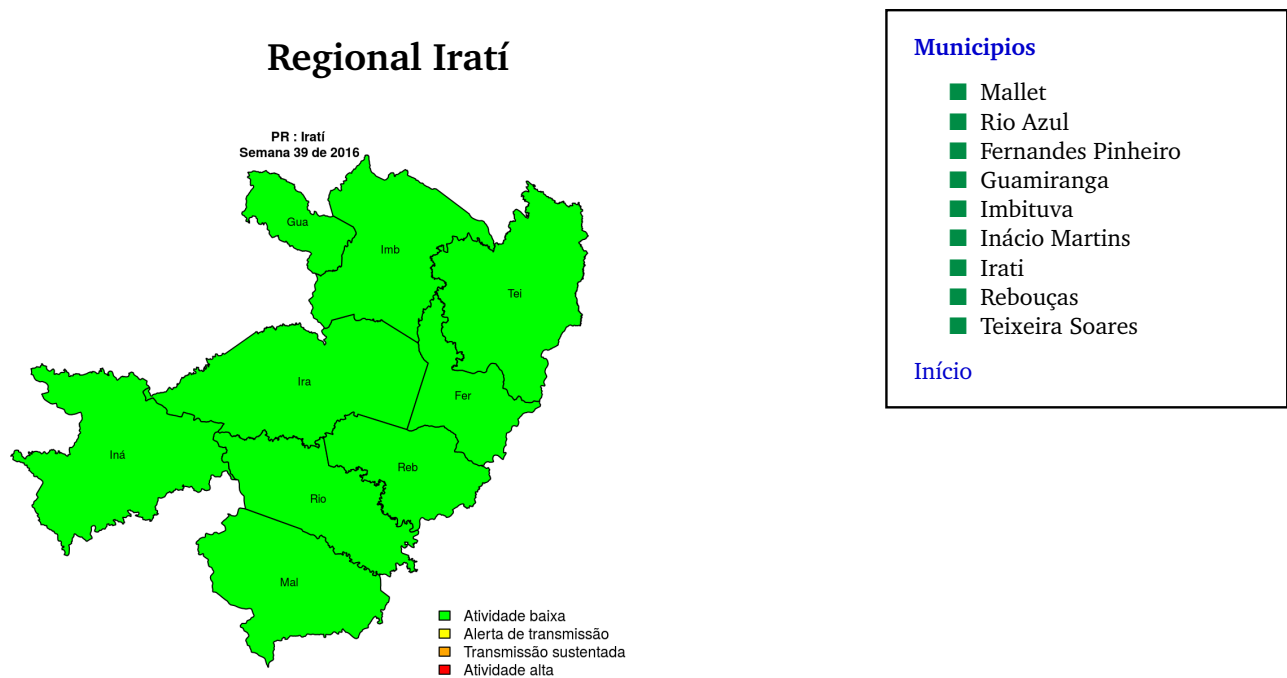 Regional Iratí
PR : Iratí
Semana 39 de 2016
Gua
Imb
Tei
Ira
Fer
Iná
Reb
Rio
Mal
Atividade baixa
Alerta de transmissão
Transmissão sustentada
Atividade alta
Municipios
Mallet
Rio Azul
Fernandes Pinheiro
Guamiranga
Imbituva
Inácio Martins
Irati
Rebouças
Teixeira Soares
Início